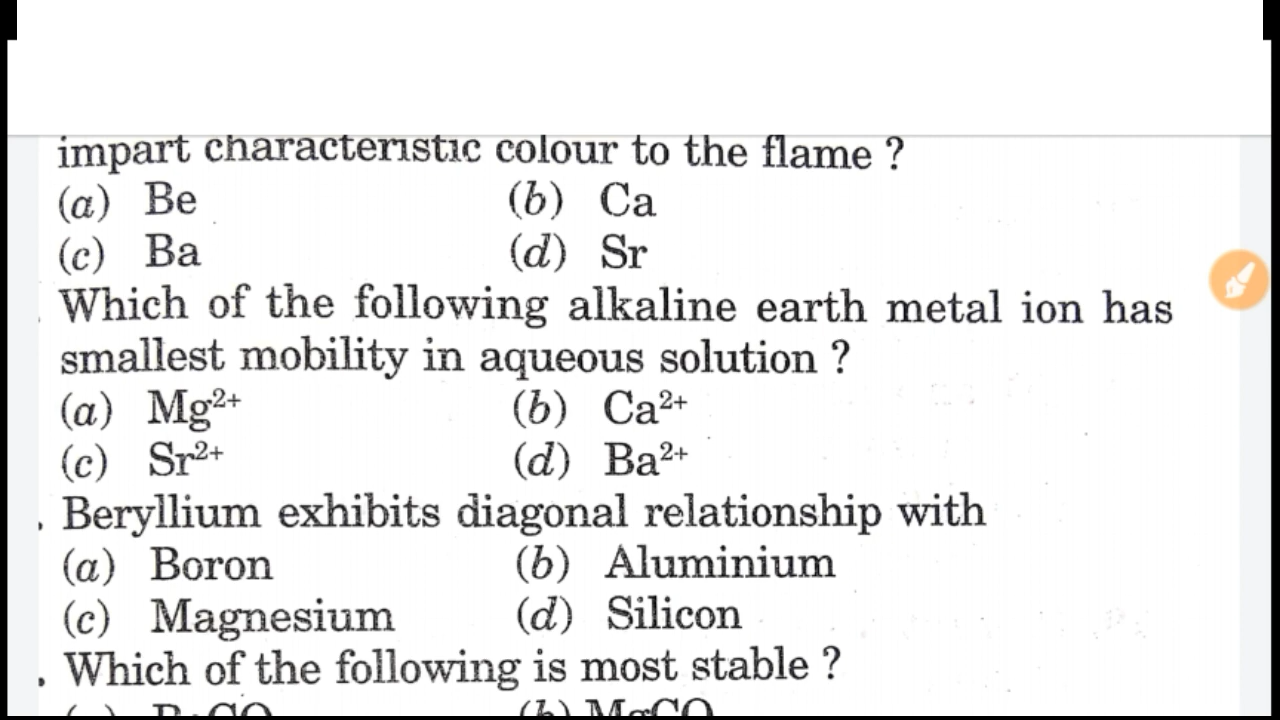 impart characteristic colour to the flame ?
(a) Be (b) Ca
(c) Ba (d) Sr
Which of the following alkaline earth metal ion has
smallest mobility in aqueous solution ?
(a) Mg²⁺ (b) Ca²⁺
(c) Sr²⁺ (d) Ba²⁺
. Beryllium exhibits diagonal relationship with
(a) Boron (b) Aluminium
(c) Magnesium (d) Silicon
. Which of the following is most stable ?
(b) MgCO